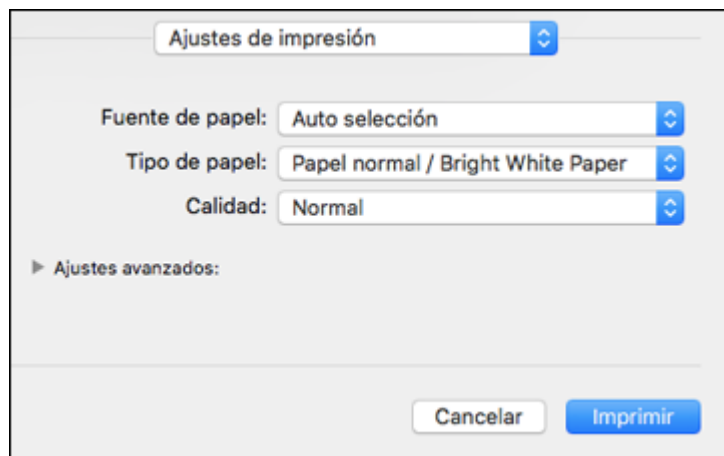 Ajustes de impresión
Fuente de papel: Auto selección
Tipo de papel: Papel normal / Bright White Paper
Calidad: Normal
Ajustes avanzados:
Cancelar Imprimir